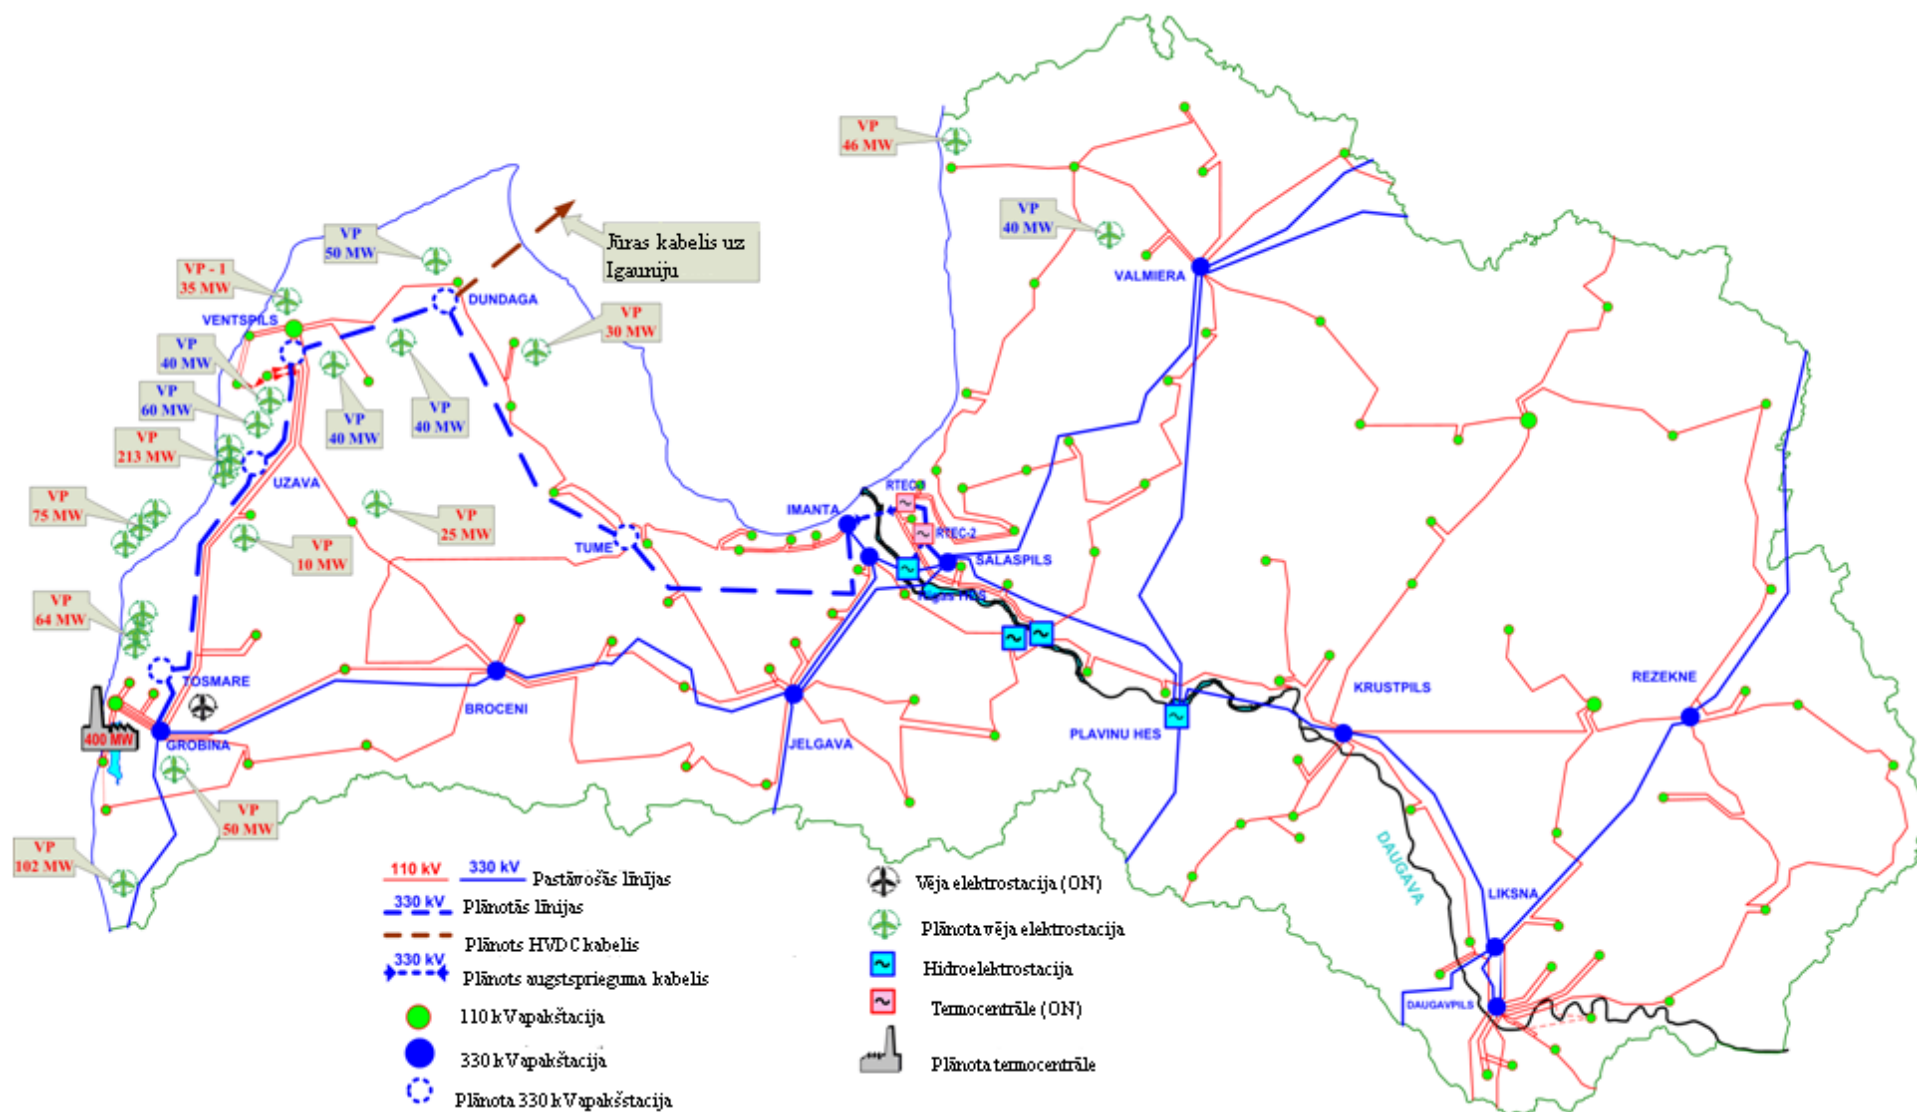 VP
46 MW
VP
40 MW
VP
50 MW
Jūras kabelis uz
Igauniju
VP - 1
35 MW
VALMIERA
DUNDAGA
VENTSPILS
VP
30 MW
VP
40 MW
VP
60 MW
VP
40 MW
VP
40 MW
VP
213 MW
UZAVA
VP
75 MW
VP
25 MW
VP
10 MW
TUME
IMANTA
RTEC-1
RTEC-2
SALASPILS
VP
64 MW
TOSMARE
BROCENI
400 MW
GROBINA
JELGAVA
PLAVINU HES
KRUSTPILS
REZEKNE
VP
50 MW
VP
102 MW
DAUGAVA
LIKSNA
DAUGAVPILS
110 kV 330 kV Pastāvošās līnijas
330 kV Plānotās līnijas
Plānots HVDC kabelis
330 kV Plānots augstsprieguma kabelis
110 kV apakštacija
330 kV apakštacija
Plānota 330 kV apakšstacija
Vēja elektrostacija (ON)
Plānota vēja elektrostacija
Hidroelektrostacija
Termocentrāle (ON)
Plānota termocentrāle